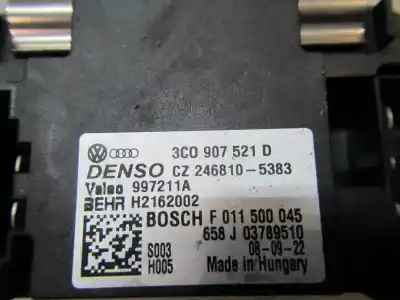 3C0 907 521 D
DENSO CZ 246810-5383
Valeo 997211A
BEHR H2162002
BOSCH F 011 500 045
658 J 03789510
S003 08-09-22
H005 Made in Hungary